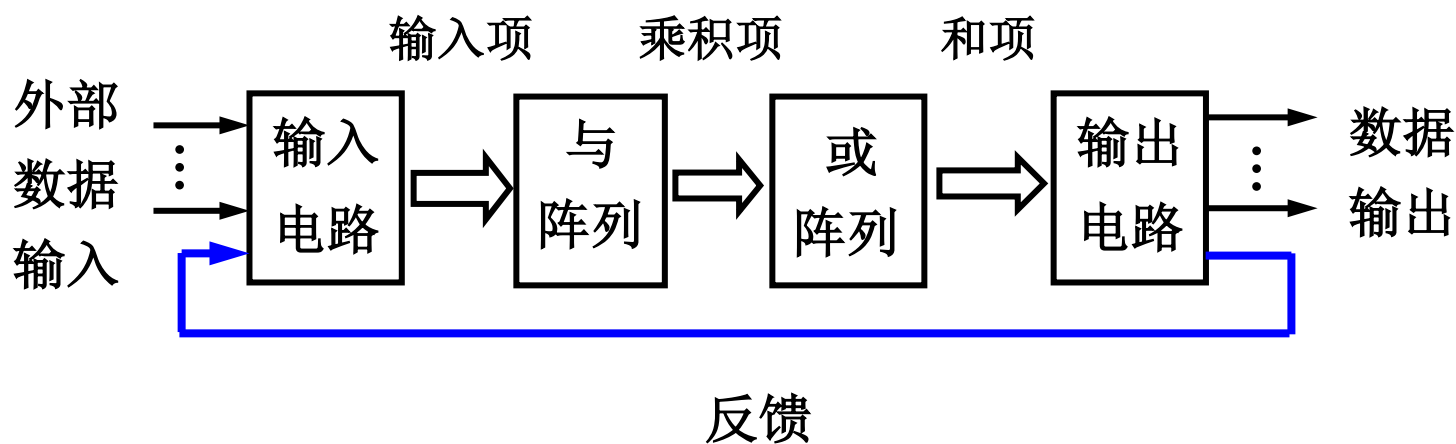 输入项
乘积项
和项
外部
数据
输入
输入
电路
与
阵列
或
阵列
输出
电路
数据
输出
反馈